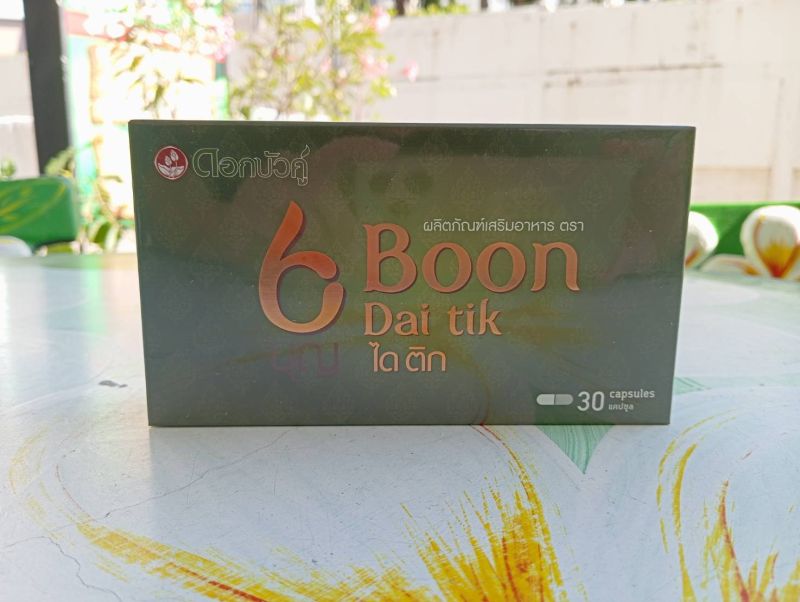 ดอกบัวคู่
ผลิตภัณฑ์เสริมอาหาร ตรา
Boon
Dai tik
บุญ
ได ติก
30 capsules
แคปซูล